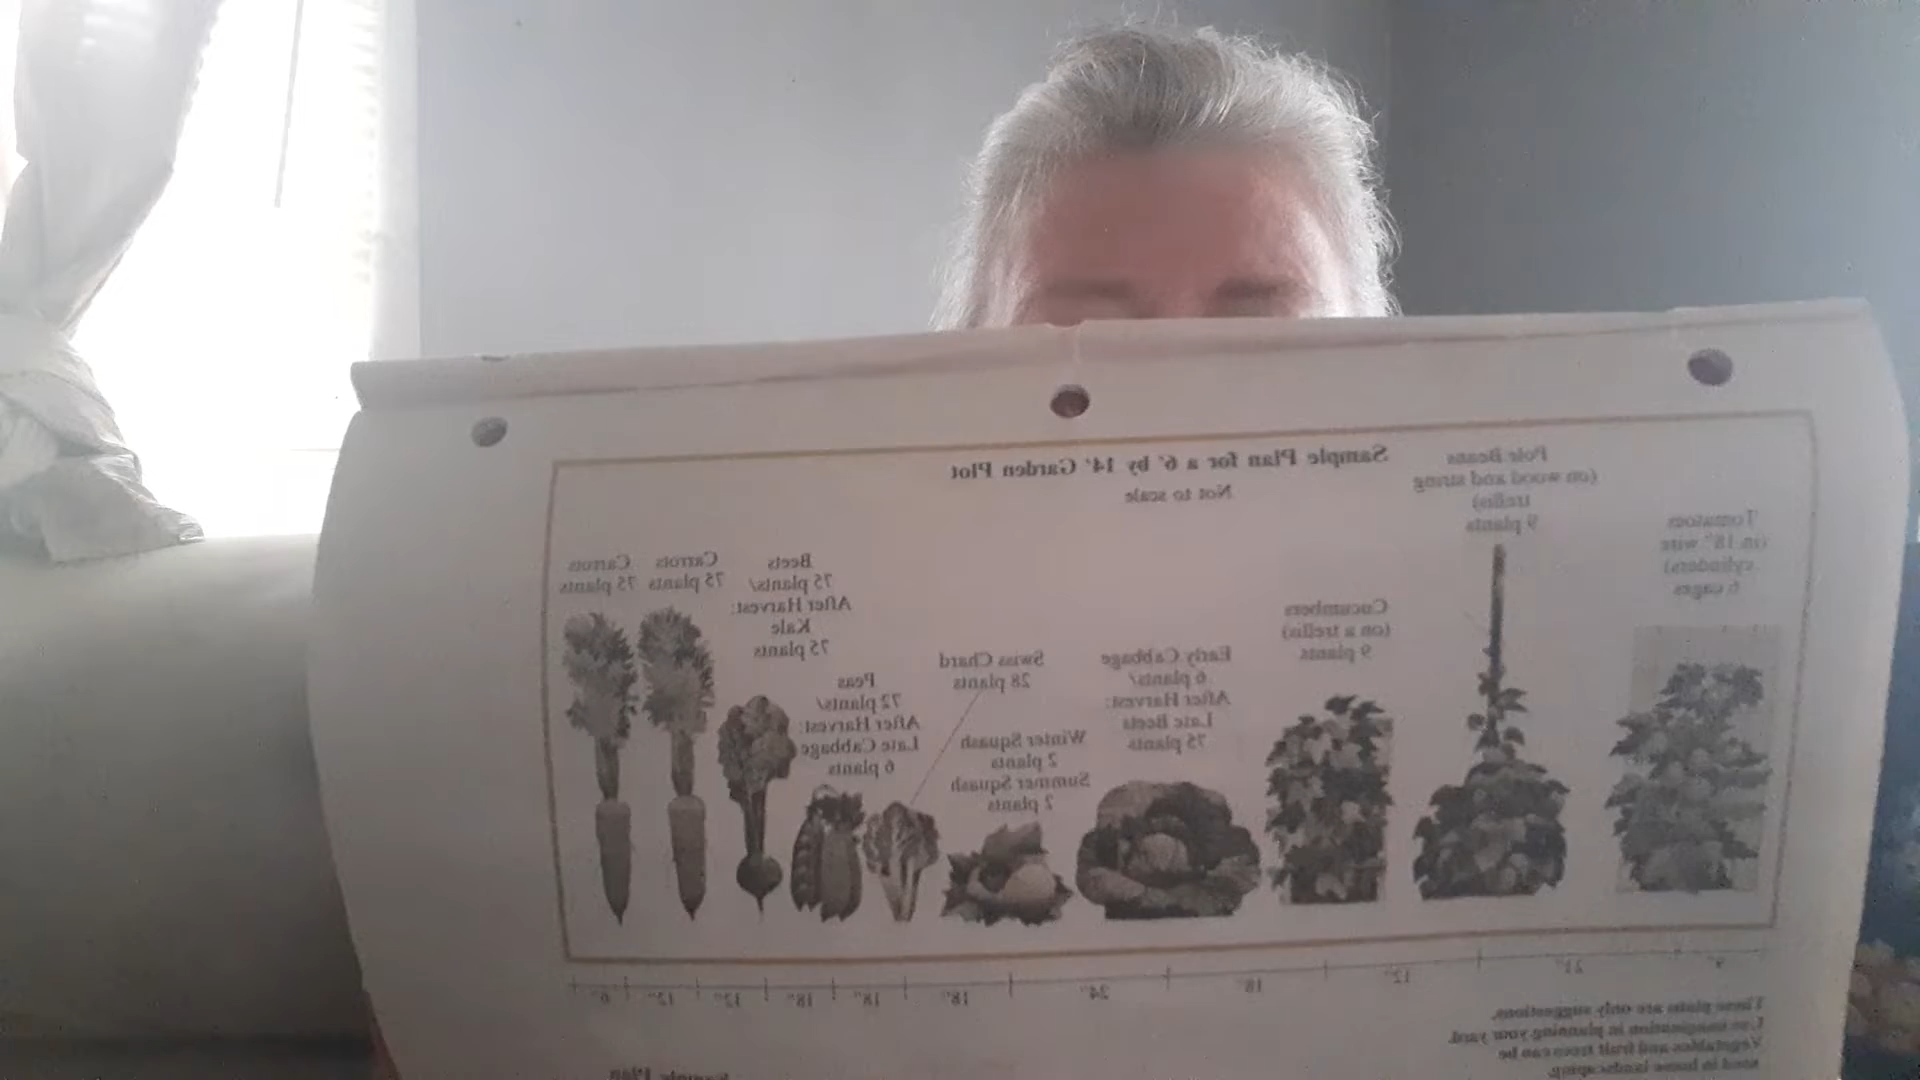 Sample Plan for a 6' by 14' Garden Plot
Not to scale
Tomatoes
(in 18" wire
cylinders)
6 cages
Pole Beans
(on wood and string
trellis)
9 plants
Cucumbers
(on a trellis)
9 plants
Early Cabbage
6 plants/
After Harvest:
Late Beets
75 plants
Swiss Chard
28 plants
Winter Squash
2 plants
Summer Squash
2 plants
Peas
72 plants/
After Harvest:
Late Cabbage
6 plants
Beets
75 plants/
After Harvest:
Kale
75 plants
Carrots
75 plants
Carrots
75 plants
21" 12" 18" 24" 18" 18" 18" 12" 12" 6"
These plans are only suggestions.
Use imagination in planning your yard.
Vegetables and fruit trees can be
used in home landscaping.
Sample Plan